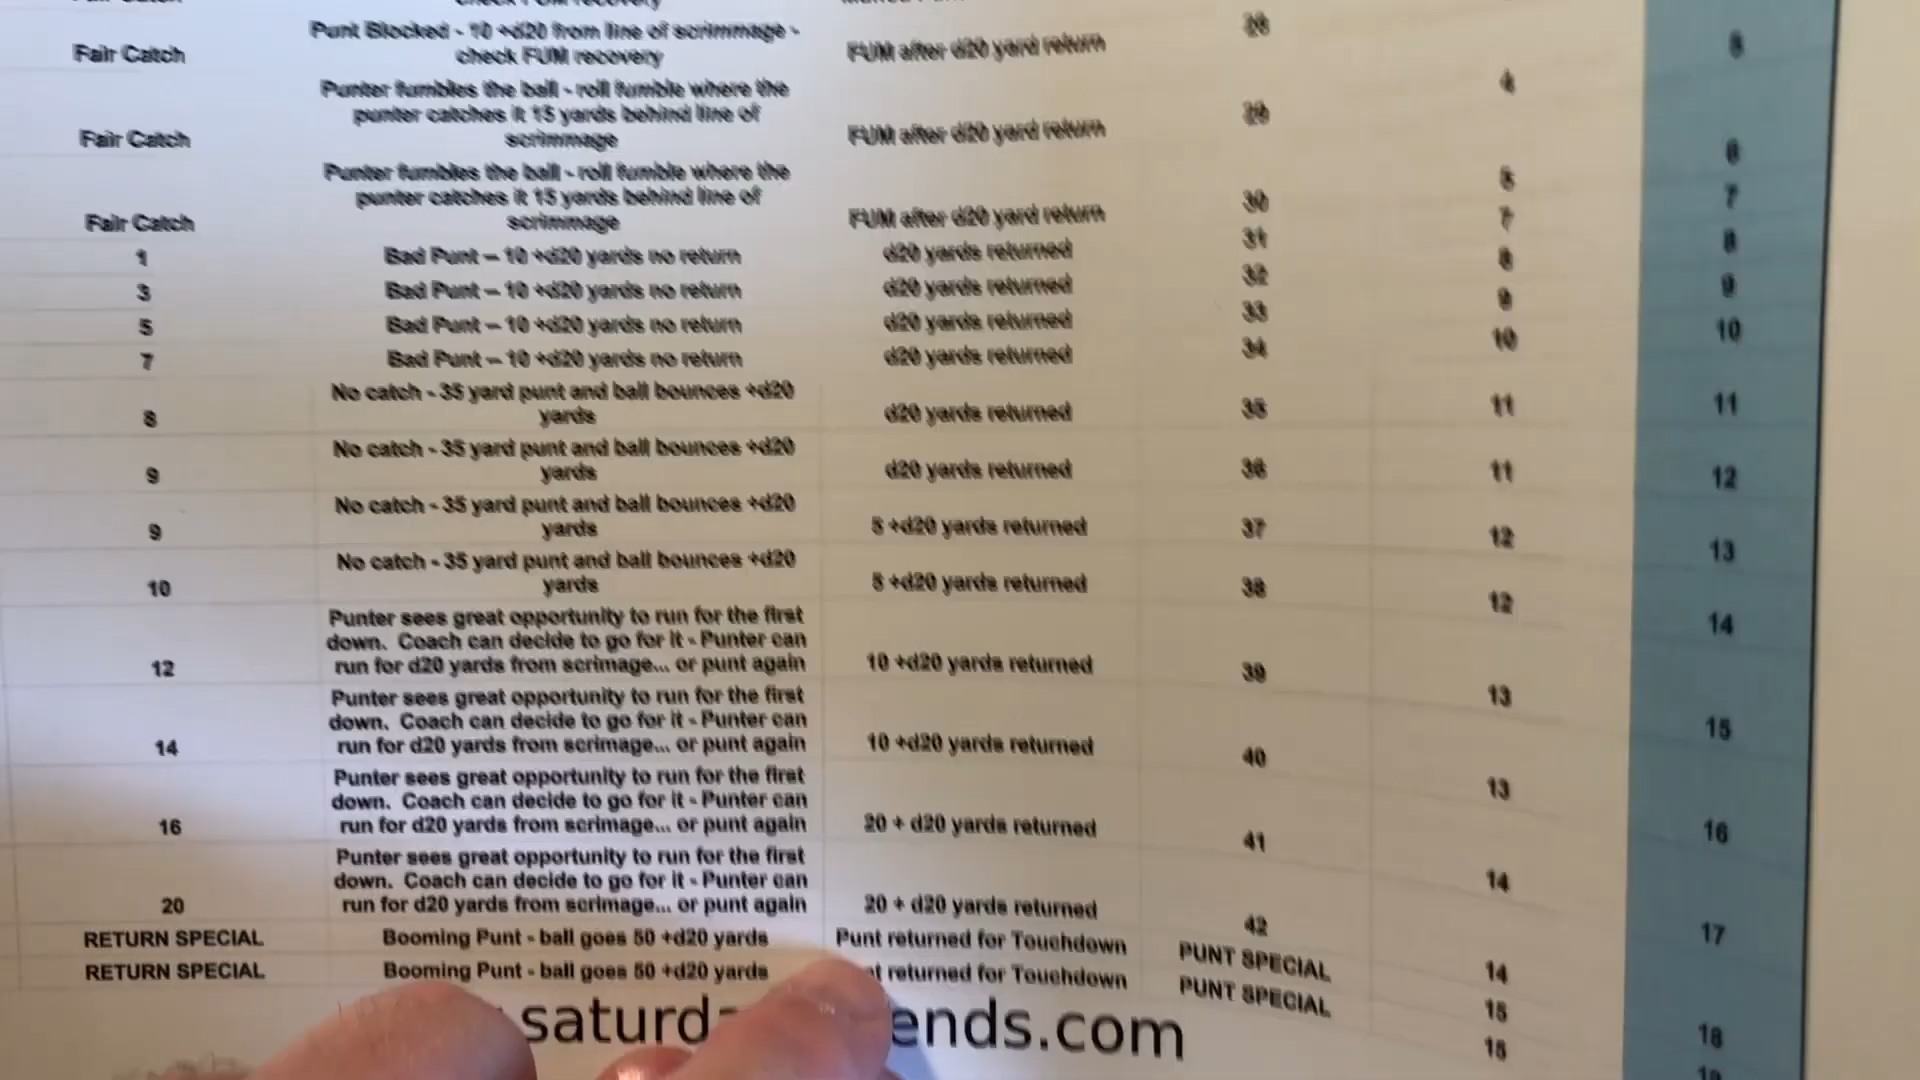 Fair Catch
Punt Blocked - 10 +d20 from line of scrimmage -
check FUM recovery
FUM after d20 yard return
28
5
Fair Catch
Punter fumbles the ball - roll fumble where the
punter catches it 15 yards behind line of
scrimmage
FUM after d20 yard return
29
4
6
Fair Catch
Punter fumbles the ball - roll fumble where the
punter catches it 15 yards behind line of
scrimmage
FUM after d20 yard return
30
5
7
1
Bad Punt – 10 +d20 yards no return
d20 yards returned
31
7
8
3
Bad Punt – 10 +d20 yards no return
d20 yards returned
32
8
9
5
Bad Punt – 10 +d20 yards no return
d20 yards returned
33
9
10
7
Bad Punt – 10 +d20 yards no return
d20 yards returned
34
10
11
8
No catch - 35 yard punt and ball bounces +d20
yards
d20 yards returned
35
11
12
9
No catch - 35 yard punt and ball bounces +d20
yards
d20 yards returned
36
11
13
9
No catch - 35 yard punt and ball bounces +d20
yards
5 +d20 yards returned
37
12
14
10
No catch - 35 yard punt and ball bounces +d20
yards
5 +d20 yards returned
38
12
15
12
Punter sees great opportunity to run for the first
down. Coach can decide to go for it - Punter can
run for d20 yards from scrimage... or punt again
10 +d20 yards returned
39
13
16
14
Punter sees great opportunity to run for the first
down. Coach can decide to go for it - Punter can
run for d20 yards from scrimage... or punt again
10 +d20 yards returned
40
13
17
16
Punter sees great opportunity to run for the first
down. Coach can decide to go for it - Punter can
run for d20 yards from scrimage... or punt again
20 + d20 yards returned
41
14
18
20
Punter sees great opportunity to run for the first
down. Coach can decide to go for it - Punter can
run for d20 yards from scrimage... or punt again
20 + d20 yards returned
42
14
RETURN SPECIAL
Booming Punt - ball goes 50 +d20 yards
Punt returned for Touchdown
PUNT SPECIAL
15
RETURN SPECIAL
Booming Punt - ball goes 50 +d20 yards
returned for Touchdown
PUNT SPECIAL
15
saturd ends.com